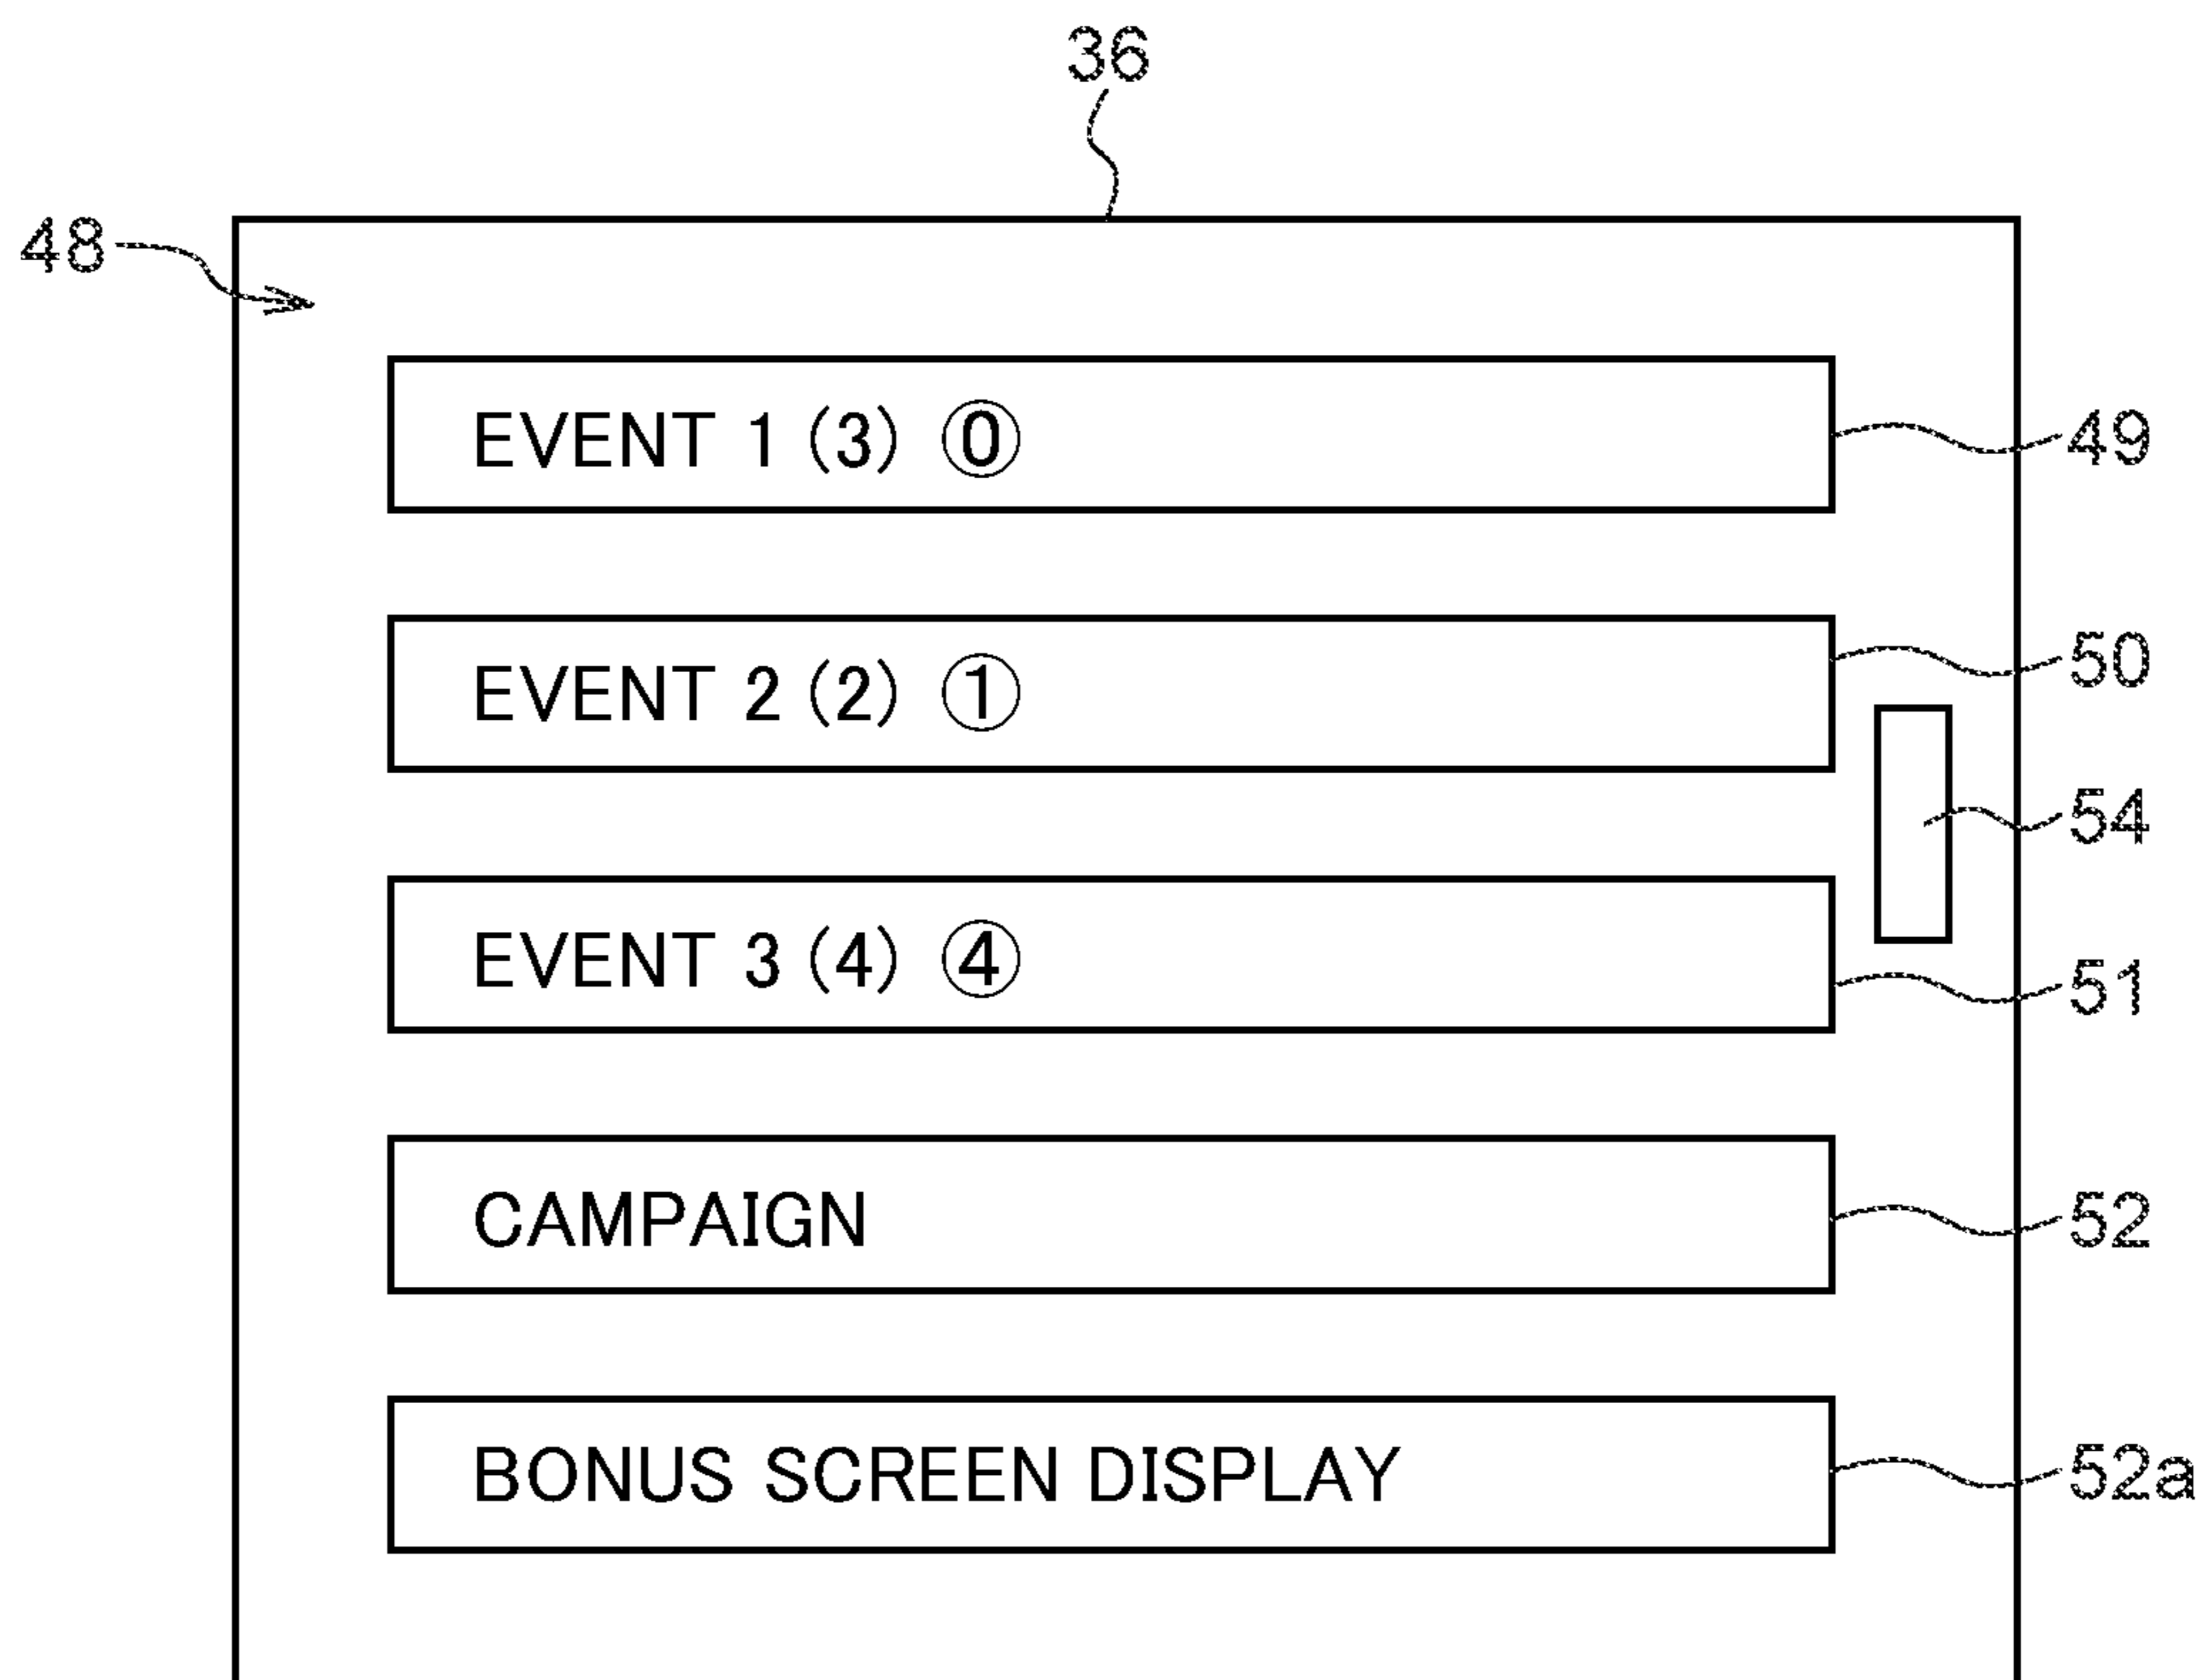 36
48
EVENT 1 (3) ⓪ 49
EVENT 2 (2) ① 50
54
EVENT 3 (4) ④ 51
CAMPAIGN 52
BONUS SCREEN DISPLAY 52a